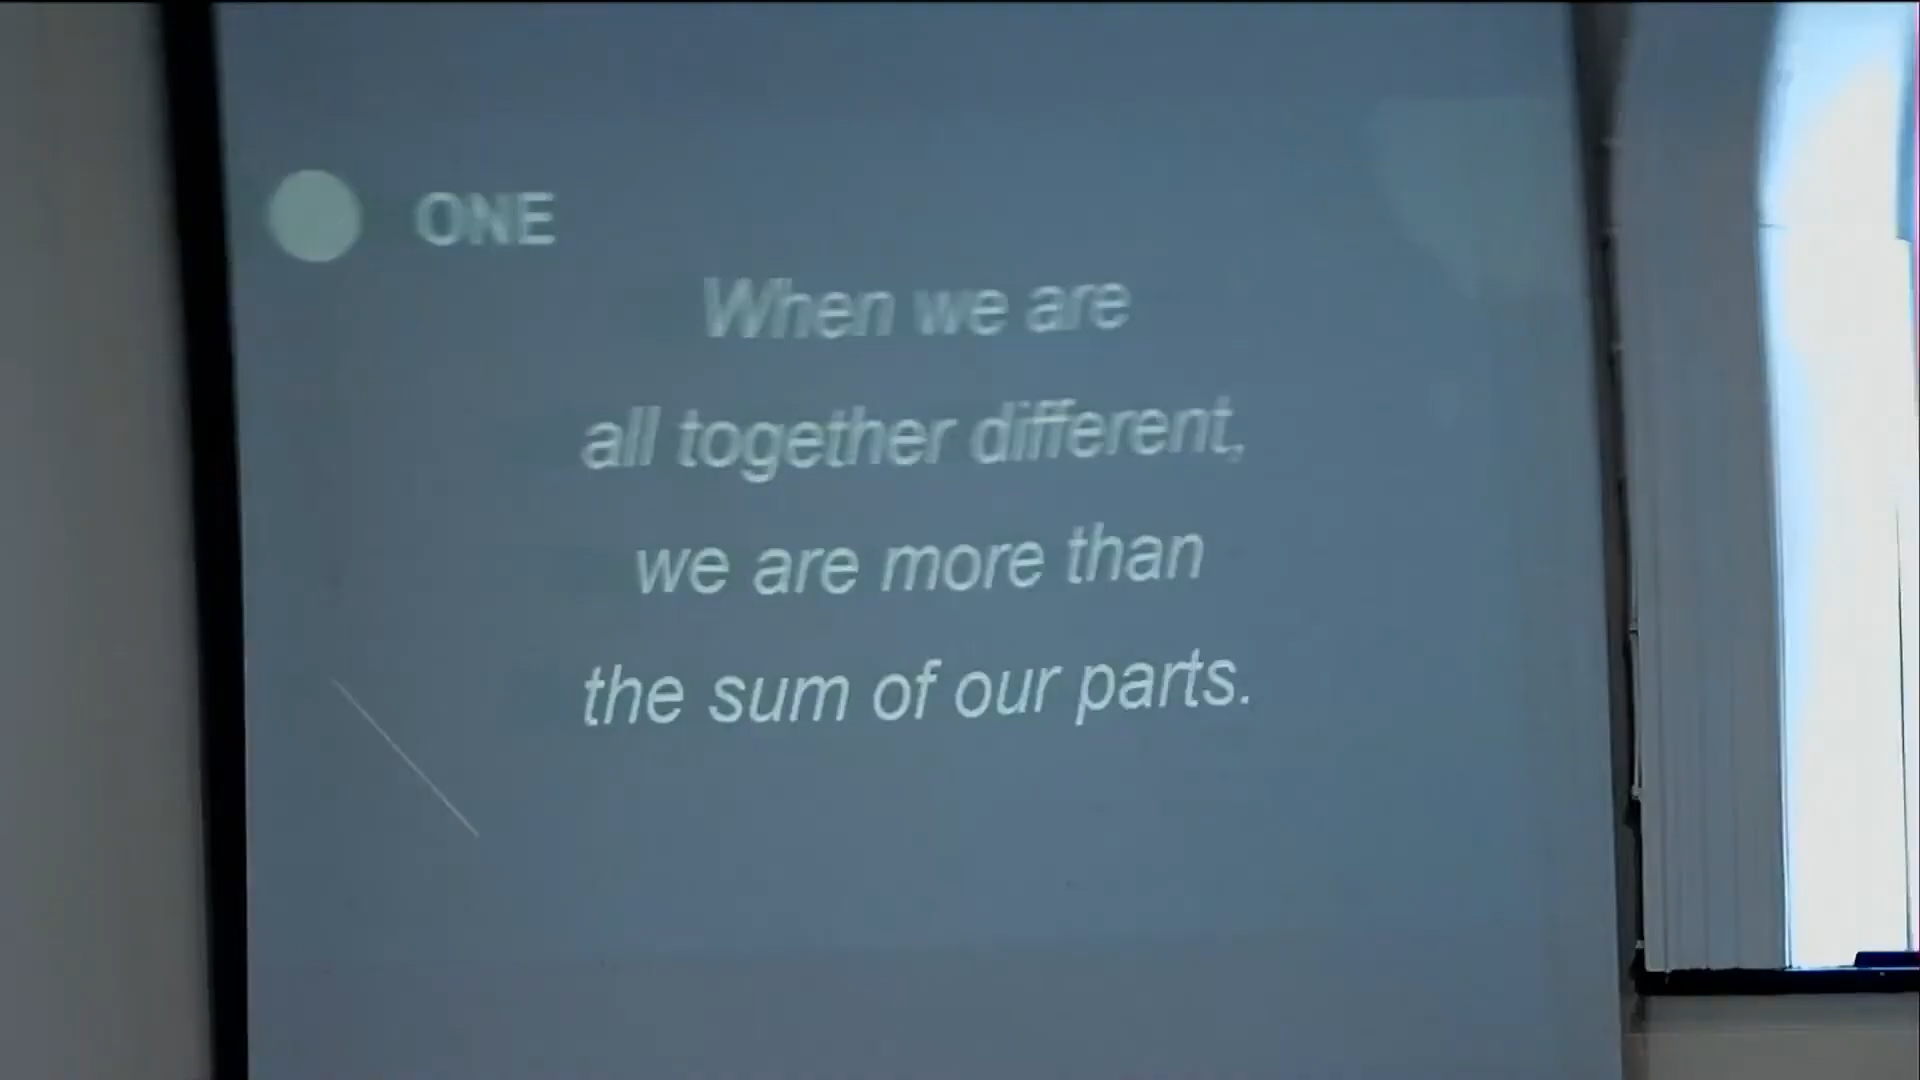 ONE
When we are
all together different,
we are more than
the sum of our parts.